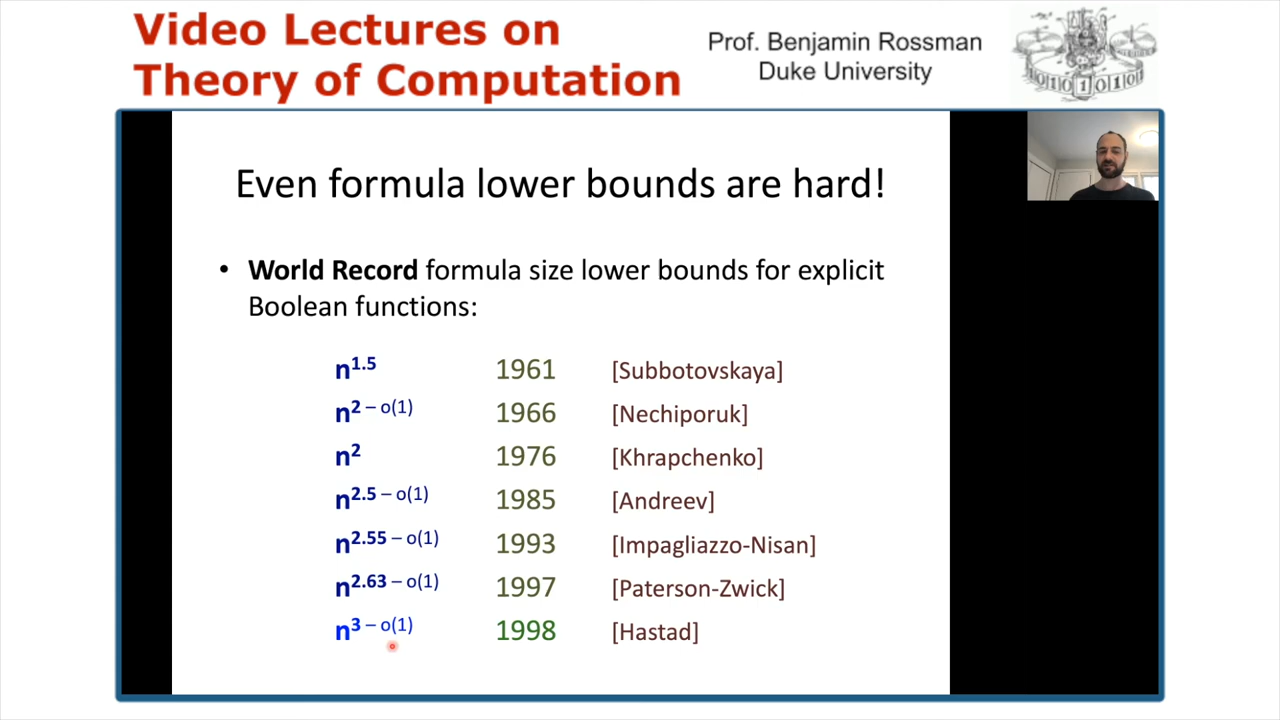 Video Lectures on
Theory of Computation
Prof. Benjamin Rossman
Duke University
Even formula lower bounds are hard!
• World Record formula size lower bounds for explicit
Boolean functions:
n^1.5 1961 [Subbotovskaya]
n^2 – o(1) 1966 [Nechiporuk]
n^2 1976 [Khrapchenko]
n^2.5 – o(1) 1985 [Andreev]
n^2.55 – o(1) 1993 [Impagliazzo-Nisan]
n^2.63 – o(1) 1997 [Paterson-Zwick]
n^3 – o(1) 1998 [Hastad]